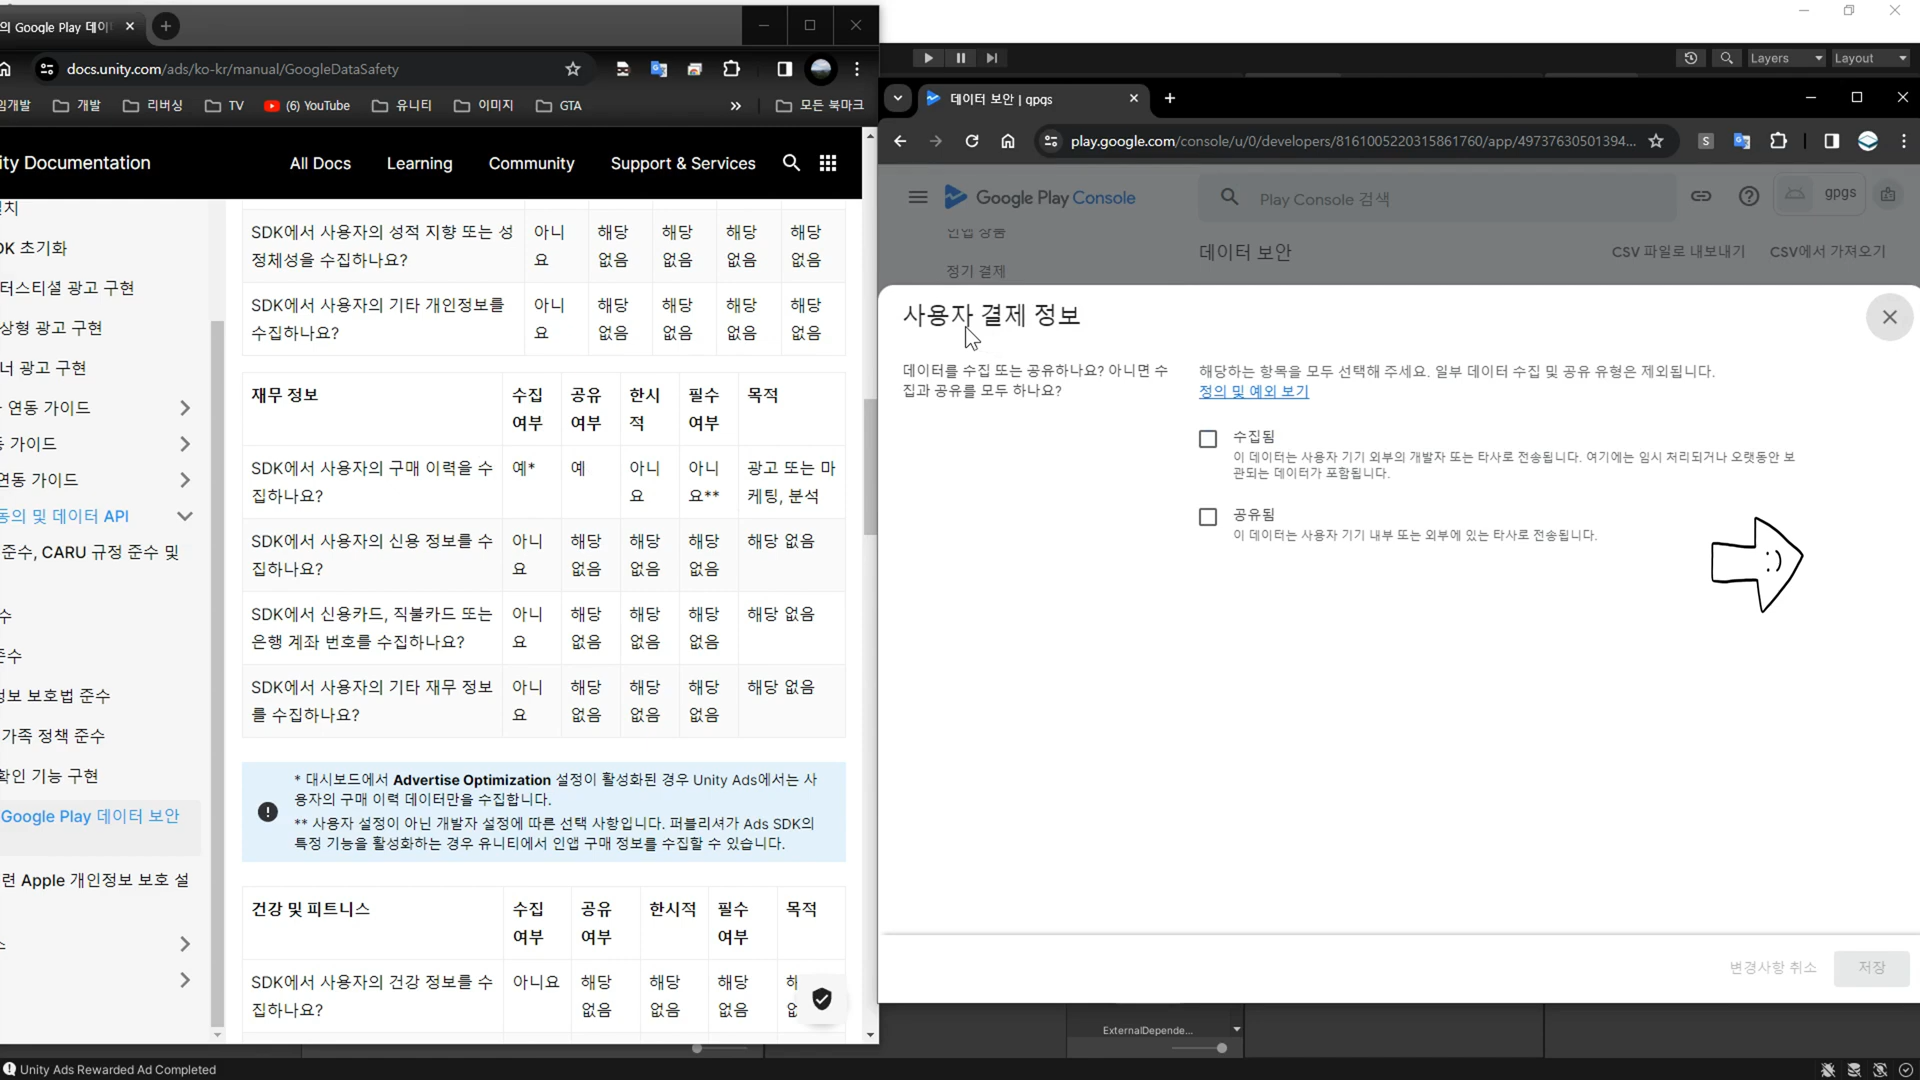 의 Google Play 데이
docs.unity.com/ads/ko-kr/manual/GoogleDataSafety
임개발
개발
리버싱
TV
(6) YouTube
유니티
이미지
GTA
모든 북마크
ity Documentation
All Docs
Learning
Community
Support & Services
치
DK 초기화
터스티셜 광고 구현
상형 광고 구현
너 광고 구현
연동 가이드
가이드
연동 가이드
동의 및 데이터 API
준수, CARU 규정 준수 및
수
준수
정보 보호법 준수
가족 정책 준수
확인 기능 구현
Google Play 데이터 보안
련 Apple 개인정보 보호 설
SDK에서 사용자의 성적 지향 또는 성 아니 해당 해당 해당 해당
정체성을 수집하나요? 요 없음 없음 없음 없음
SDK에서 사용자의 기타 개인정보를 아니 해당 해당 해당 해당
수집하나요? 요 없음 없음 없음 없음
재무 정보 수집 공유 한시 필수 목적
여부 여부 적 여부
SDK에서 사용자의 구매 이력을 수 예* 예 아니 아니 광고 또는 마
집하나요? 요 요** 케팅, 분석
SDK에서 사용자의 신용 정보를 수 아니 해당 해당 해당 해당 없음
집하나요? 요 없음 없음 없음
SDK에서 신용카드, 직불카드 또는 아니 해당 해당 해당 해당 없음
은행 계좌 번호를 수집하나요? 요 없음 없음 없음
SDK에서 사용자의 기타 재무 정보 아니 해당 해당 해당 해당 없음
를 수집하나요? 요 없음 없음 없음
* 대시보드에서 Advertise Optimization 설정이 활성화된 경우 Unity Ads에서는 사
용자의 구매 이력 데이터만을 수집합니다.
** 사용자 설정이 아닌 개발자 설정에 따른 선택 사항입니다. 퍼블리셔가 Ads SDK의
특정 기능을 활성화하는 경우 유니티에서 인앱 구매 정보를 수집할 수 있습니다.
건강 및 피트니스 수집 공유 한시적 필수 목적
여부 여부 여부
SDK에서 사용자의 건강 정보를 수 아니요 해당 해당 해당
집하나요? 없음 없음 없음
Unity Ads Rewarded Ad Completed
Layers
Layout
데이터 보안 | gpgs
play.google.com/console/u/0/developers/8161005220315861760/app/49737630501394...
Google Play Console
Play Console 검색
gpgs
인앱 상품
정기 결제
데이터 보안
CSV 파일로 내보내기
CSV에서 가져오기
사용자 결제 정보
데이터를 수집 또는 공유하나요? 아니면 수
집과 공유를 모두 하나요?
해당하는 항목을 모두 선택해 주세요. 일부 데이터 수집 및 공유 유형은 제외됩니다.
정의 및 예외 보기
수집됨
이 데이터는 사용자 기기 외부의 개발자 또는 타사로 전송됩니다. 여기에는 임시 처리되거나 오랫동안 보
관되는 데이터가 포함됩니다.
공유됨
이 데이터는 사용자 기기 내부 또는 외부에 있는 타사로 전송됩니다.
변경사항 취소
저장
ExternalDepende...